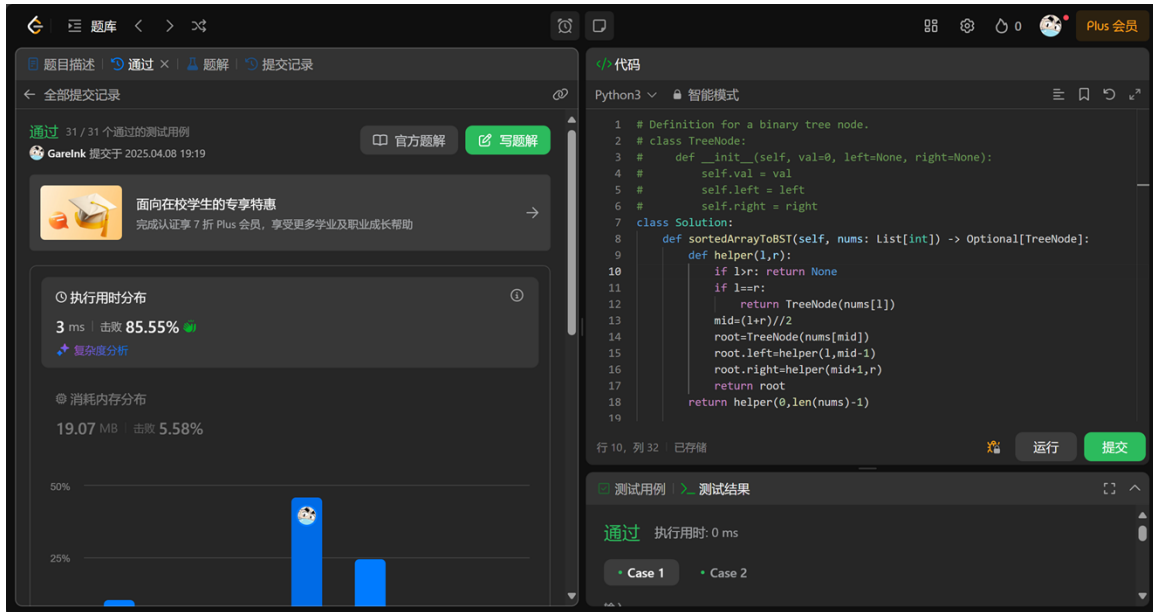 题库
0
Plus 会员
题目描述
通过
题解
提交记录
全部提交记录
通过 31 / 31 个通过的测试用例
GareInk 提交于 2025.04.08 19:19
官方题解
写题解
面向在校学生的专享特惠
完成认证享 7 折 Plus 会员，享受更多学业及职业成长帮助
执行用时分布
3 ms 击败 85.55%
复杂度分析
消耗内存分布
19.07 MB 击败 5.58%
50%
25%
</>代码
Python3 智能模式
1 # Definition for a binary tree node.
2 # class TreeNode:
3 #     def __init__(self, val=0, left=None, right=None):
4 #         self.val = val
5 #         self.left = left
6 #         self.right = right
7 class Solution:
8     def sortedArrayToBST(self, nums: List[int]) -> Optional[TreeNode]:
9         def helper(l,r):
10             if l>r: return None
11             if l==r:
12                 return TreeNode(nums[l])
13             mid=(l+r)//2
14             root=TreeNode(nums[mid])
15             root.left=helper(l,mid-1)
16             root.right=helper(mid+1,r)
17             return root
18         return helper(0,len(nums)-1)
19
行 10，列 32 已存储
运行
提交
测试用例
>_ 测试结果
通过 执行用时: 0 ms
• Case 1
• Case 2